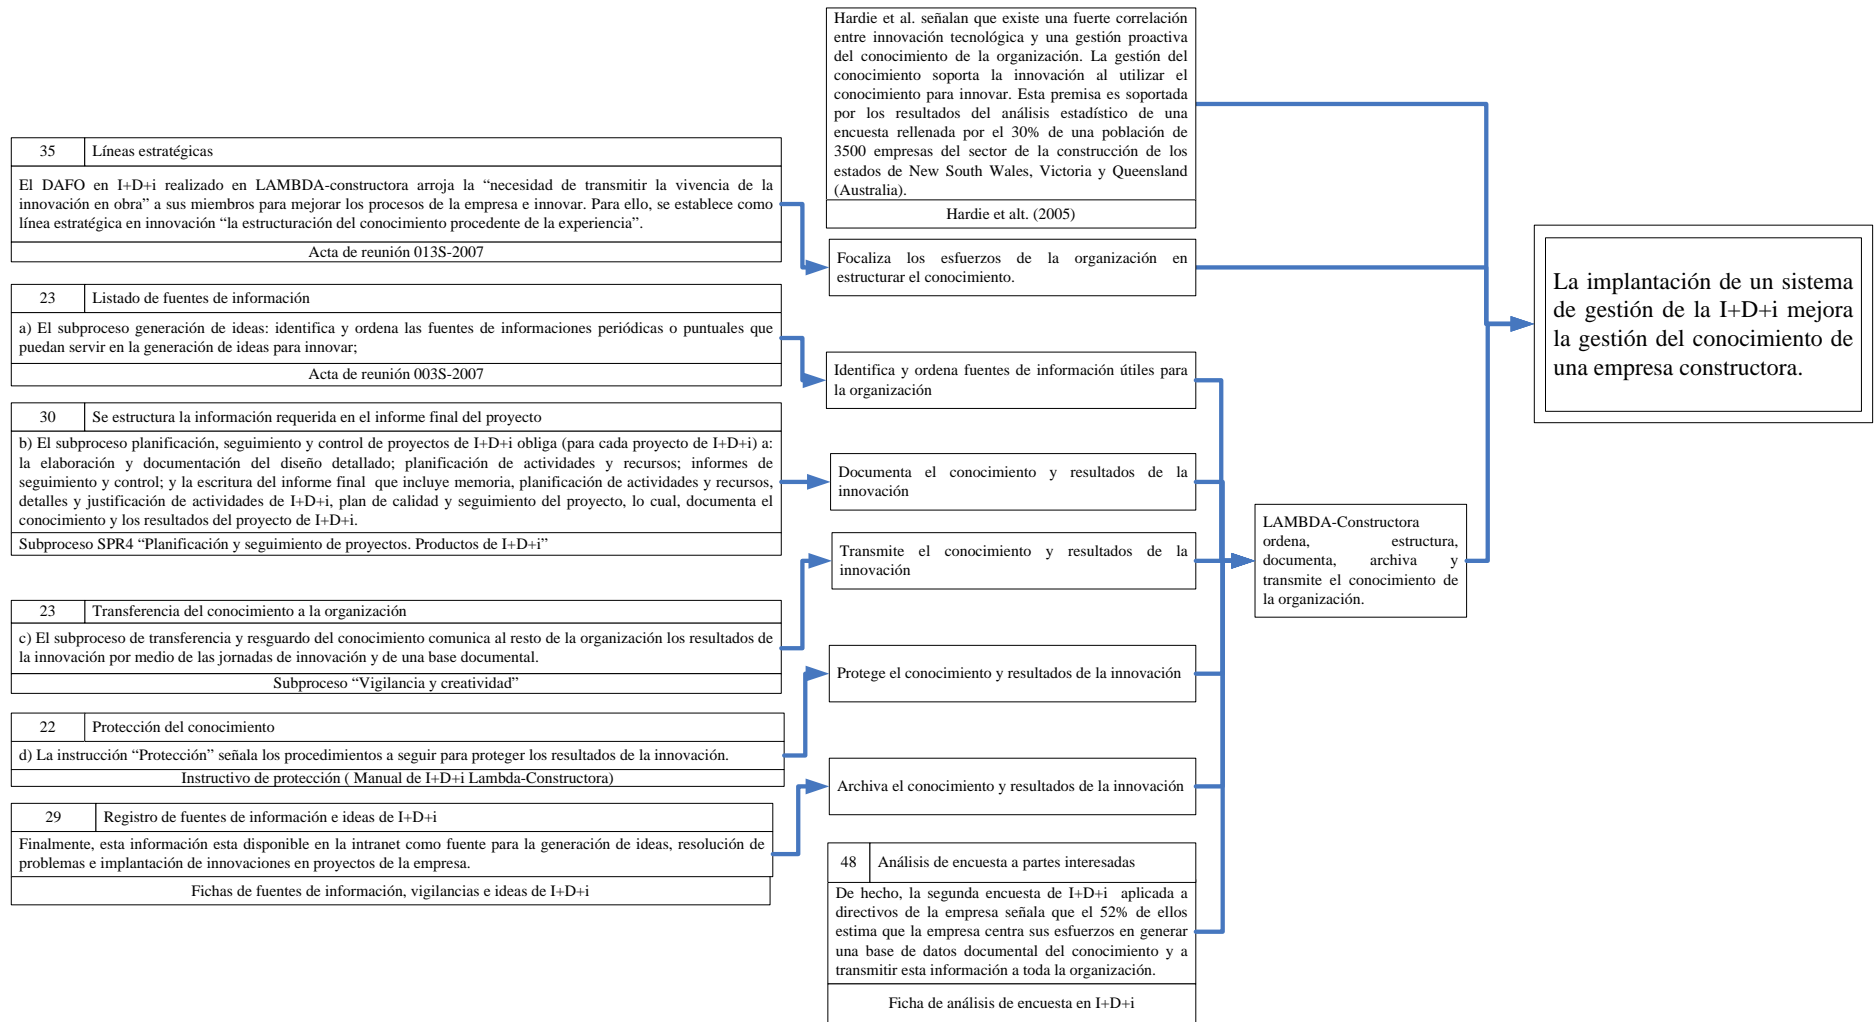 35 Líneas estratégicas
El DAFO en I+D+i realizado en LAMBDA-constructora arroja la “necesidad de transmitir la vivencia de la
innovación en obra” a sus miembros para mejorar los procesos de la empresa e innovar. Para ello, se establece como
línea estratégica en innovación “la estructuración del conocimiento procedente de la experiencia”.
Acta de reunión 013S-2007
23 Listado de fuentes de información
a) El subproceso generación de ideas: identifica y ordena las fuentes de informaciones periódicas o puntuales que
puedan servir en la generación de ideas para innovar;
Acta de reunión 003S-2007
30 Se estructura la información requerida en el informe final del proyecto
b) El subproceso planificación, seguimiento y control de proyectos de I+D+i obliga (para cada proyecto de I+D+i) a:
la elaboración y documentación del diseño detallado; planificación de actividades y recursos; informes de
seguimiento y control; y la escritura del informe final que incluye memoria, planificación de actividades y recursos,
detalles y justificación de actividades de I+D+i, plan de calidad y seguimiento del proyecto, lo cual, documenta el
conocimiento y los resultados del proyecto de I+D+i.
Subproceso SPR4 “Planificación y seguimiento de proyectos. Productos de I+D+i”
23 Transferencia del conocimiento a la organización
c) El subproceso de transferencia y resguardo del conocimiento comunica al resto de la organización los resultados de
la innovación por medio de las jornadas de innovación y de una base documental.
Subproceso “Vigilancia y creatividad”
22 Protección del conocimiento
d) La instrucción “Protección” señala los procedimientos a seguir para proteger los resultados de la innovación.
Instructivo de protección ( Manual de I+D+i Lambda-Constructora)
29 Registro de fuentes de información e ideas de I+D+i
Finalmente, esta información esta disponible en la intranet como fuente para la generación de ideas, resolución de
problemas e implantación de innovaciones en proyectos de la empresa.
Fichas de fuentes de información, vigilancias e ideas de I+D+i
Hardie et al. señalan que existe una fuerte correlación
entre innovación tecnológica y una gestión proactiva
del conocimiento de la organización. La gestión del
conocimiento soporta la innovación al utilizar el
conocimiento para innovar. Esta premisa es soportada
por los resultados del análisis estadístico de una
encuesta rellenada por el 30% de una población de
3500 empresas del sector de la construcción de los
estados de New South Wales, Victoria y Queensland
(Australia).
Hardie et alt. (2005)
Focaliza los esfuerzos de la organización en
estructurar el conocimiento.
Identifica y ordena fuentes de información útiles para
la organización
Documenta el conocimiento y resultados de la
innovación
Transmite el conocimiento y resultados de la
innovación
Protege el conocimiento y resultados de la innovación
Archiva el conocimiento y resultados de la innovación
48 Análisis de encuesta a partes interesadas
De hecho, la segunda encuesta de I+D+i aplicada a
directivos de la empresa señala que el 52% de ellos
estima que la empresa centra sus esfuerzos en generar
una base de datos documental del conocimiento y a
transmitir esta información a toda la organización.
Ficha de análisis de encuesta en I+D+i
LAMBDA-Constructora
ordena, estructura,
documenta, archiva y
transmite el conocimiento de
la organización.
La implantación de un sistema
de gestión de la I+D+i mejora
la gestión del conocimiento de
una empresa constructora.